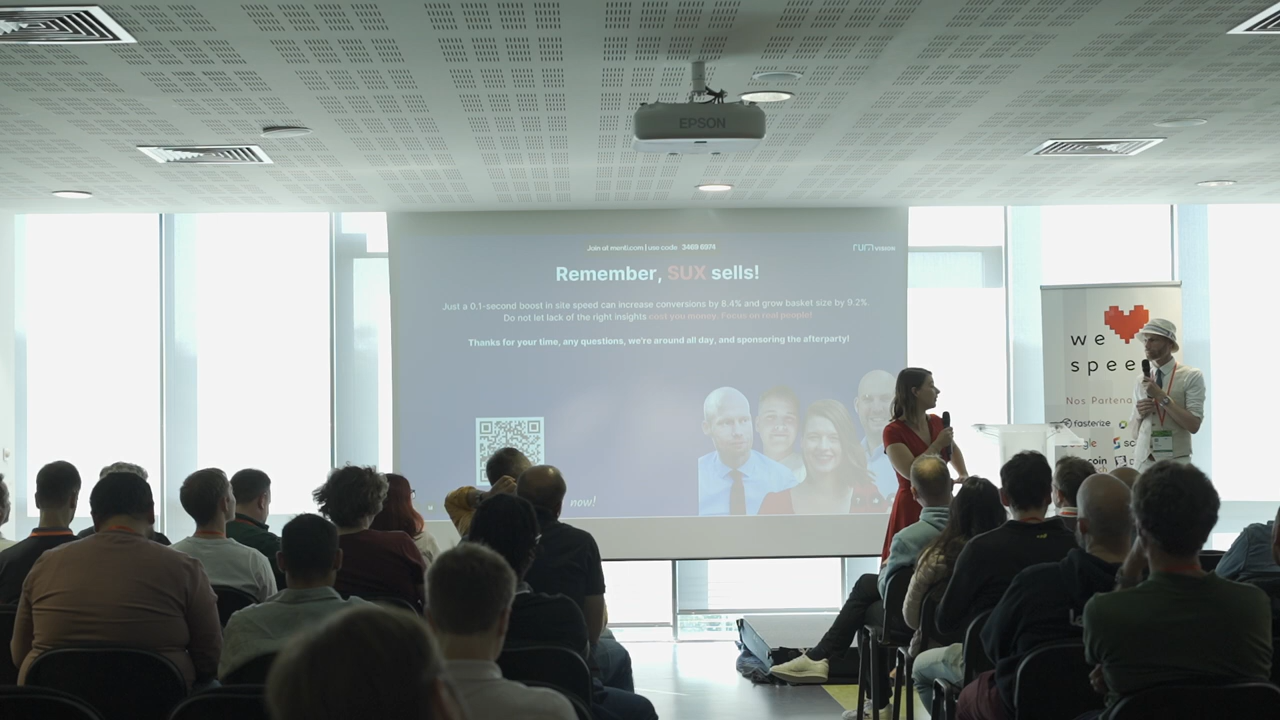 EPSON
Join at menti.com | use code 3469 6974
rum vision
Remember, SUX sells!
Just a 0.1-second boost in site speed can increase conversions by 8.4% and grow basket size by 9.2%.
Do not let lack of the right insights cost you money. Focus on real people!
Thanks for your time, any questions, we're around all day, and sponsoring the afterparty!
now!
we
spee
Nos Partena
fasterize